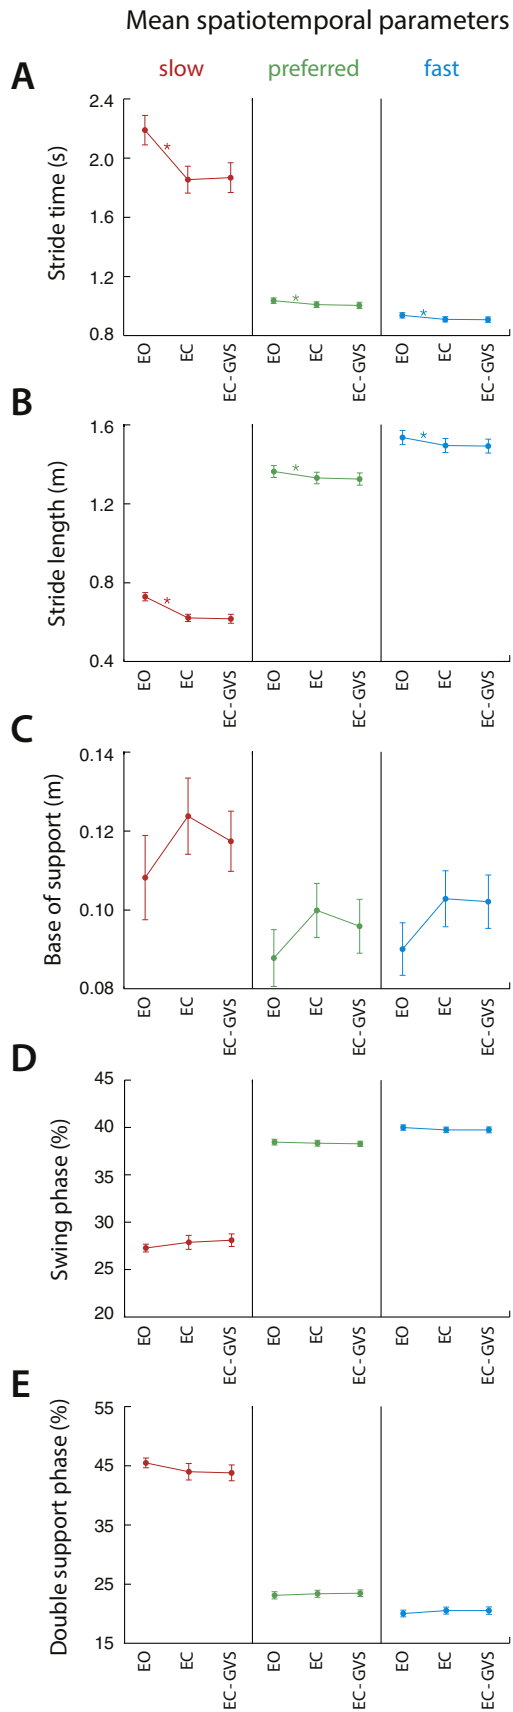 Mean spatiotemporal parameters
slow preferred fast
A
Stride time (s)
2.4
2.0
1.6
1.2
0.8
* * *
EO EC EC-GVS EO EC EC-GVS EO EC EC-GVS
B
Stride length (m)
1.6
1.2
0.8
0.4
* * *
EO EC EC-GVS EO EC EC-GVS EO EC EC-GVS
C
Base of support (m)
0.14
0.12
0.10
0.08
EO EC EC-GVS EO EC EC-GVS EO EC EC-GVS
D
Swing phase (%)
45
40
35
30
25
20
EO EC EC-GVS EO EC EC-GVS EO EC EC-GVS
E
Double support phase (%)
55
45
35
25
15
EO EC EC-GVS EO EC EC-GVS EO EC EC-GVS